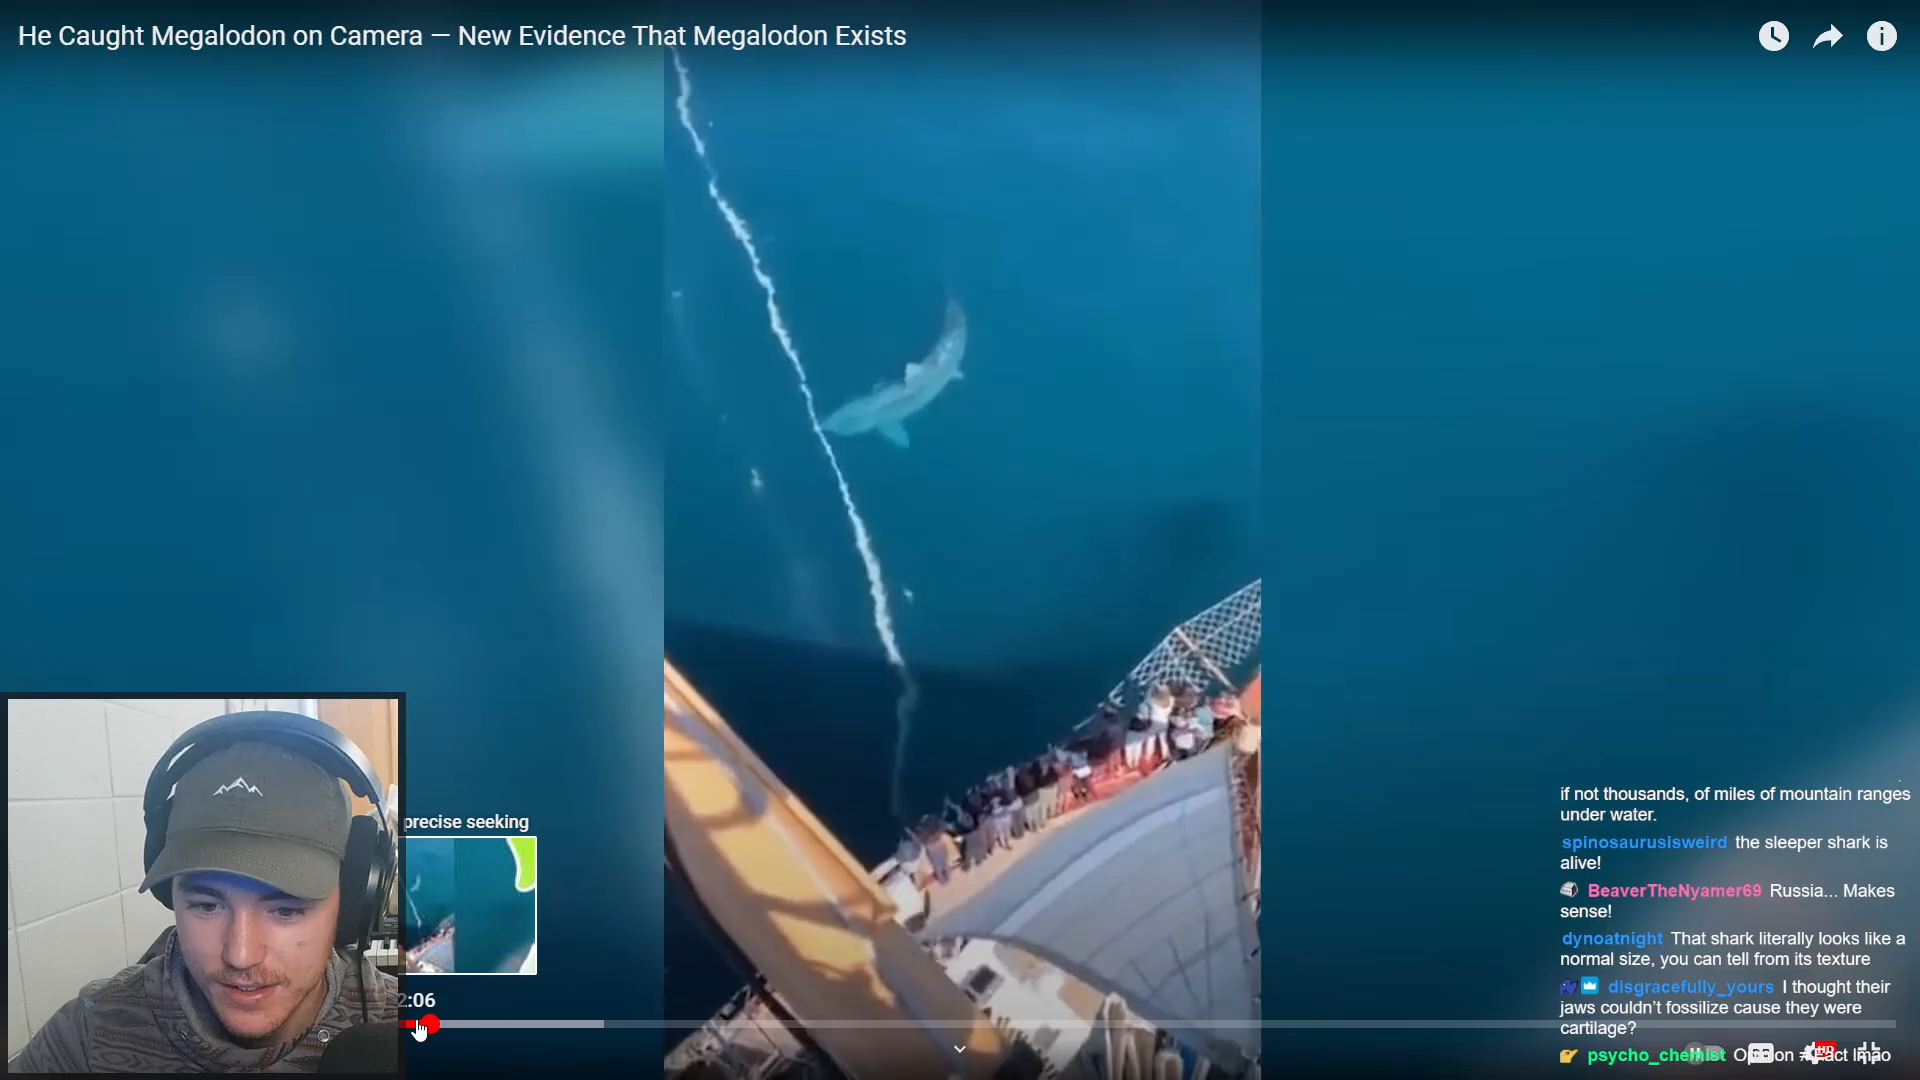 He Caught Megalodon on Camera — New Evidence That Megalodon Exists
precise seeking
2:06
if not thousands, of miles of mountain ranges
under water.
spinosaurusisweird the sleeper shark is
alive!
BeaverTheNyamer69 Russia... Makes
sense!
dynoatnight That shark literally looks like a
normal size, you can tell from its texture
disgracefully_yours I thought their
jaws couldn't fossilize cause they were
cartilage?
psycho_chemist lmao
HD